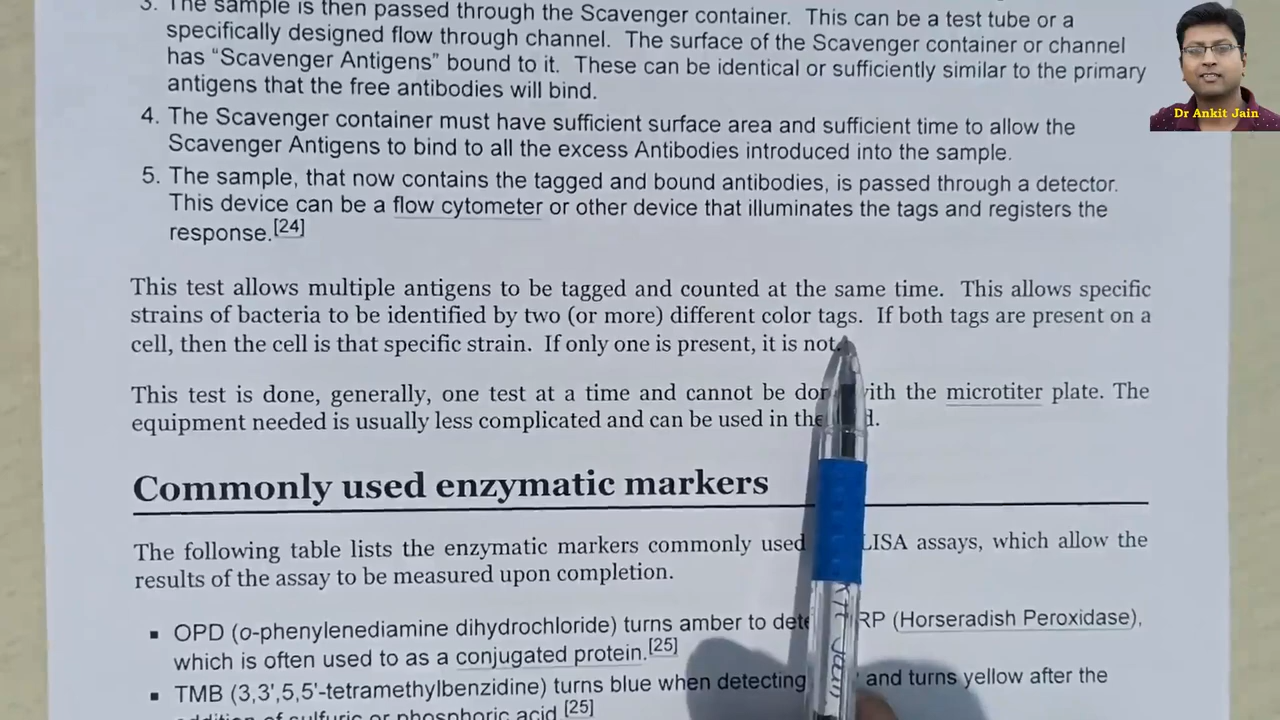 3. The sample is then passed through the Scavenger container. This can be a test tube or a
specifically designed flow through channel. The surface of the Scavenger container or channel
has “Scavenger Antigens” bound to it. These can be identical or sufficiently similar to the primary
antigens that the free antibodies will bind.
4. The Scavenger container must have sufficient surface area and sufficient time to allow the
Scavenger Antigens to bind to all the excess Antibodies introduced into the sample.
5. The sample, that now contains the tagged and bound antibodies, is passed through a detector.
This device can be a flow cytometer or other device that illuminates the tags and registers the
response.[24]
This test allows multiple antigens to be tagged and counted at the same time. This allows specific
strains of bacteria to be identified by two (or more) different color tags. If both tags are present on a
cell, then the cell is that specific strain. If only one is present, it is not.
This test is done, generally, one test at a time and cannot be with the microtiter plate. The
equipment needed is usually less complicated and can be used in the
Commonly used enzymatic markers
The following table lists the enzymatic markers commonly used assays, which allow the
results of the assay to be measured upon completion.
▪ OPD (o-phenylenediamine dihydrochloride) turns amber to (Horseradish Peroxidase),
which is often used to as a conjugated protein.[25]
▪ TMB (3,3',5,5'-tetramethylbenzidine) turns blue when detecting and turns yellow after the
addition of sulfuric or phosphoric acid.[25]
Dr Ankit Jain